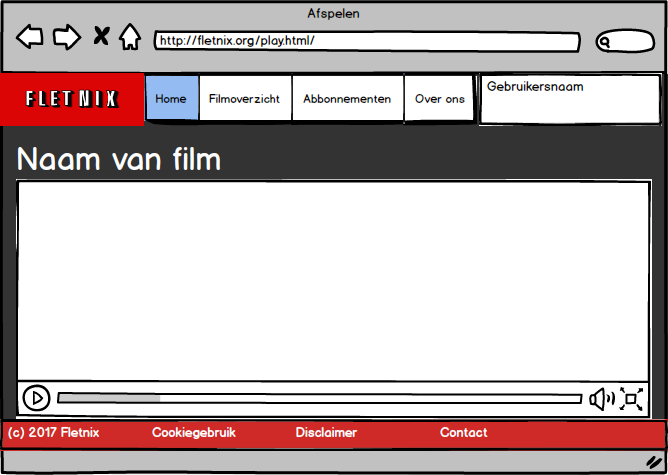 Afspelen
http://fletnix.org/play.html/
FLETNIX
Home Filmoverzicht Abbonnementen Over ons Gebruikersnaam
Naam van film
(c) 2017 Fletnix Cookiegebruik Disclaimer Contact